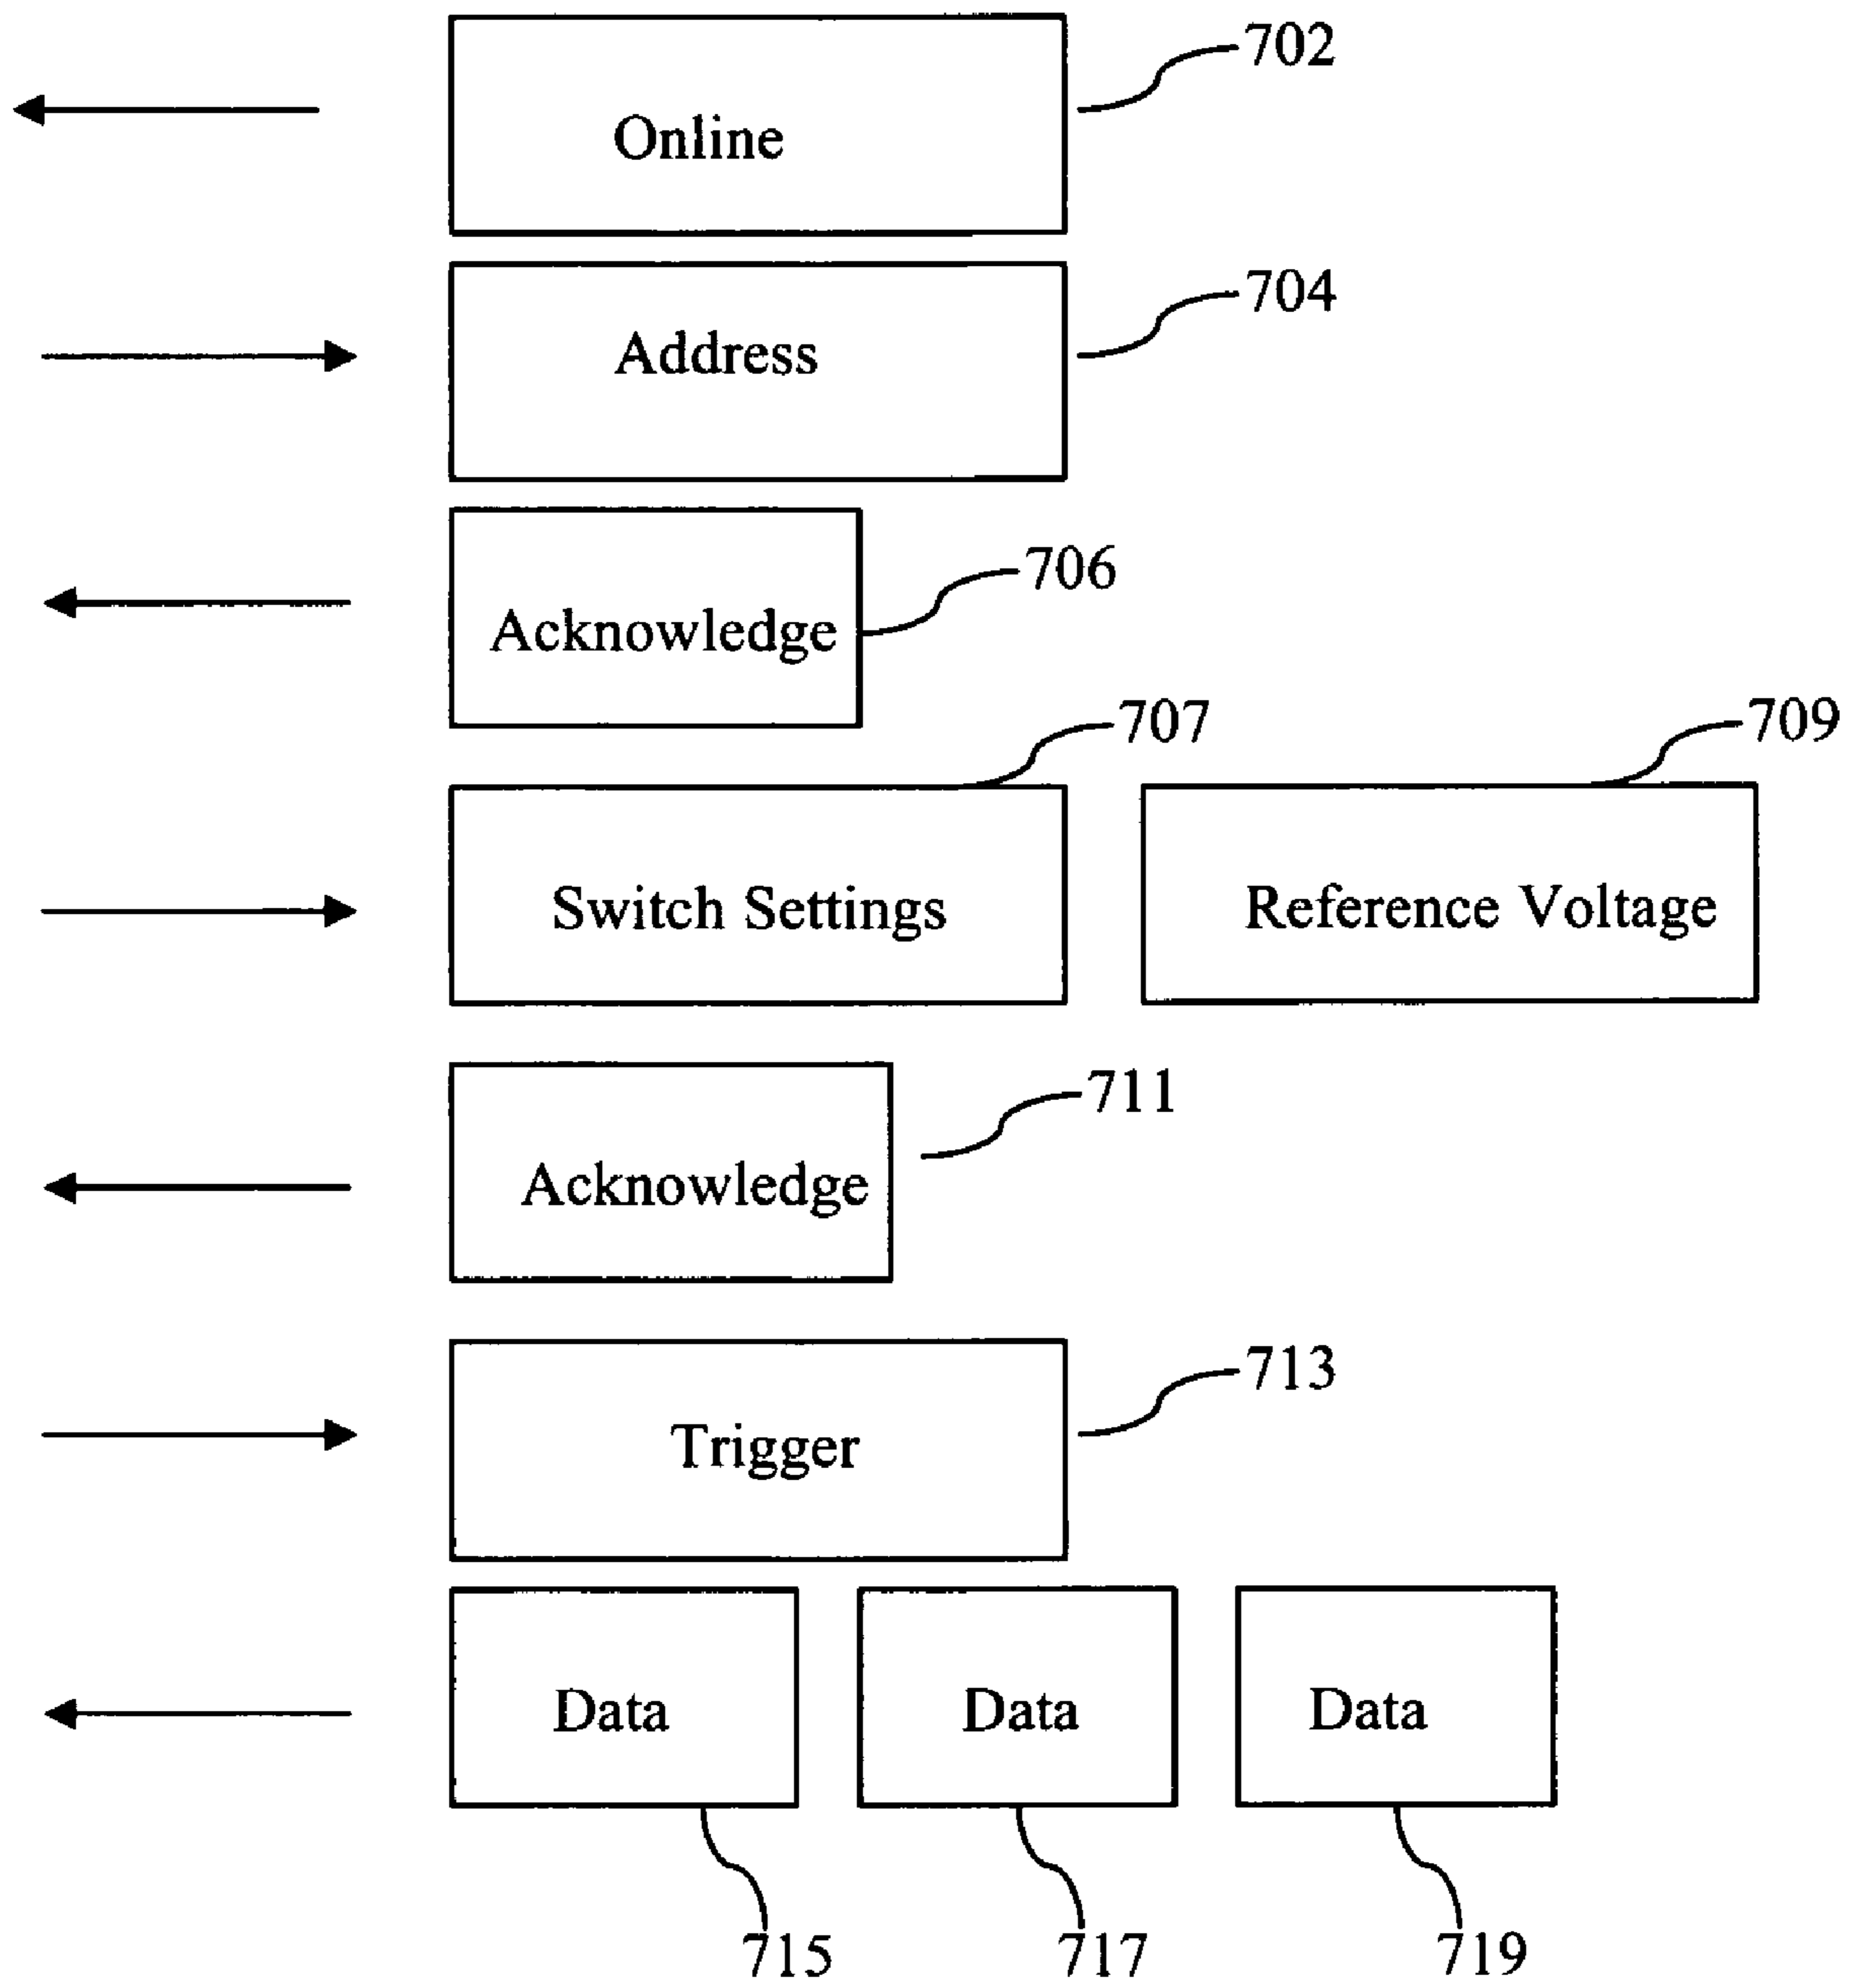 702
Online
704
Address
706
Acknowledge
707
709
Switch Settings
Reference Voltage
711
Acknowledge
713
Trigger
Data
Data
Data
715
717
719